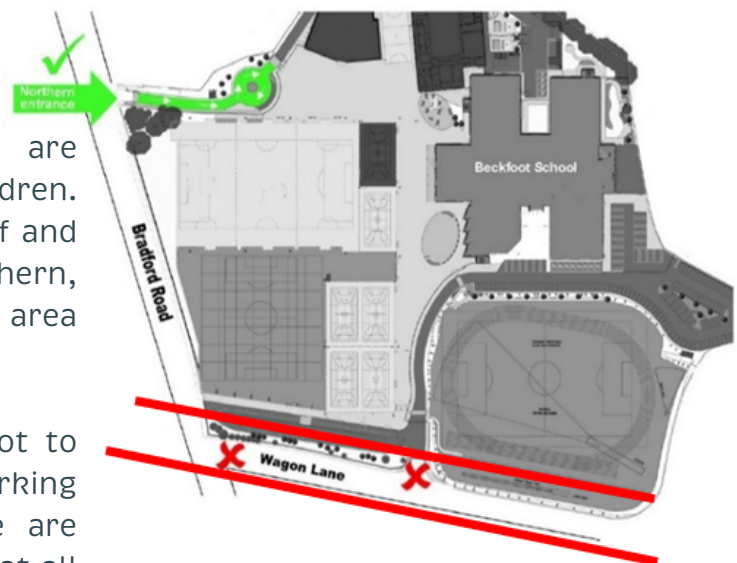 Northern
entrance
are
dren.
f and
hern,
area
Beckfoot School
Bradford Road
ot to
rking
e are
Wagon Lane